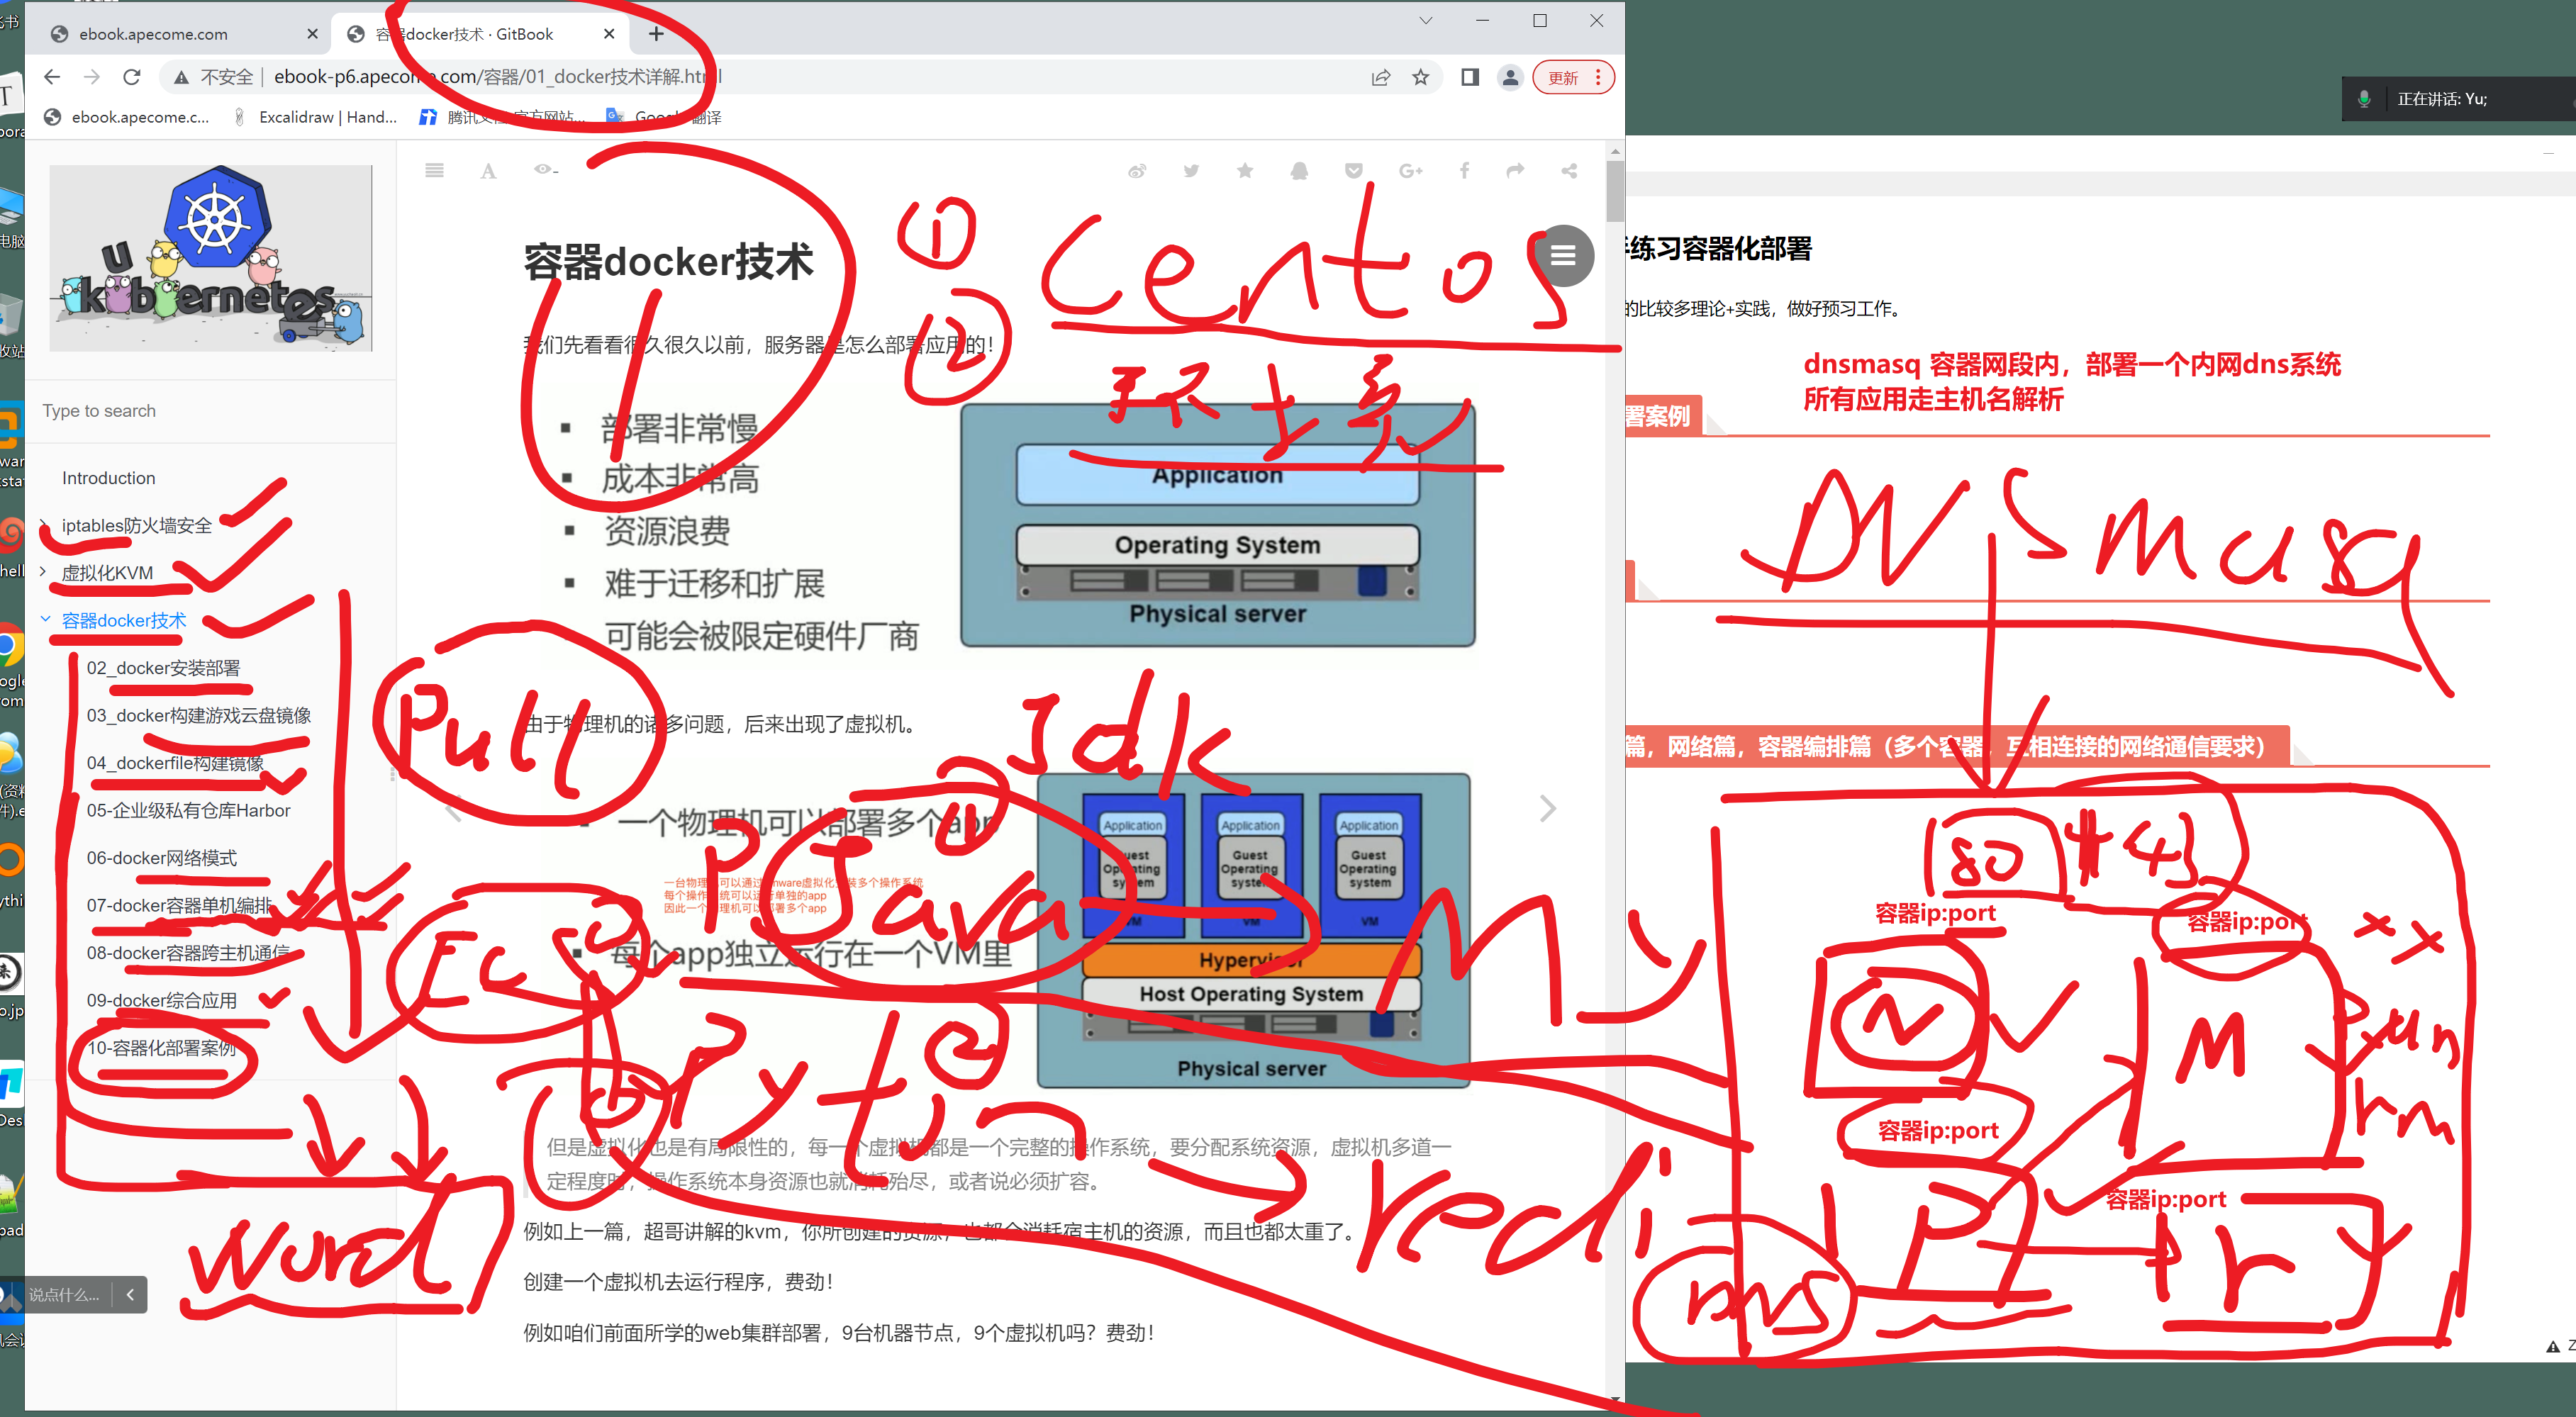 ebook.apecome.com
容器docker技术 · GitBook
不安全 | ebook-p6.apecome.com/容器/01_docker技术详解.html
更新
ebook.apecome.c...
Excalidraw | Hand...
Google 翻译
正在讲话: Yu;
kubernetes
Type to search
Introduction
iptables防火墙安全
虚拟化KVM
容器docker技术
02_docker安装部署
03_docker构建游戏云盘镜像
04_dockerfile构建镜像
05-企业级私有仓库Harbor
06-docker网络模式
07-docker容器单机编排
08-docker容器跨主机通信
09-docker综合应用
10-容器化部署案例
word
说点什么...
容器docker技术
① Centos
②
我们先看看很久很久以前，服务器是怎么部署应用的！
部署非常慢
成本非常高
资源浪费
难于迁移和扩展
可能会被限定硬件厂商
Application
Operating System
Physical server
Pull
由于物理机的诸多问题，后来出现了虚拟机。
Jdk
一个物理机可以部署多个app
一台物理机可以通过vmware虚拟化安装多个操作系统
每个操作系统可以运行单独的app
因此一个物理机可以部署多个app
Java
每个app独立运行在一个VM里
Application
Application
Application
Guest Operating system
Guest Operating system
Guest Operating system
VM
VM
VM
Hypervisor
Host Operating System
Physical server
My
但是虚拟化也是有局限性的，每一个虚拟机都是一个完整的操作系统，要分配系统资源，虚拟机多道一
定程度时，操作系统本身资源也就消耗殆尽，或者说必须扩容。
redi
例如上一篇，超哥讲解的kvm，你所创建的资源，也都会消耗宿主机的资源，而且也都太重了。
创建一个虚拟机去运行程序，费劲！
例如咱们前面所学的web集群部署，9台机器节点，9个虚拟机吗？费劲！
练习容器化部署
的比较多理论+实践，做好预习工作。
dnsmasq 容器网段内，部署一个内网dns系统
所有应用走主机名解析
署案例
DNSmasq
篇，网络篇，容器编排篇（多个容器，互相连接的网络通信要求）
80 443
容器ip:port
容器ip:port
N
M
run
rm
容器ip:port
容器ip:port
P
r
dns